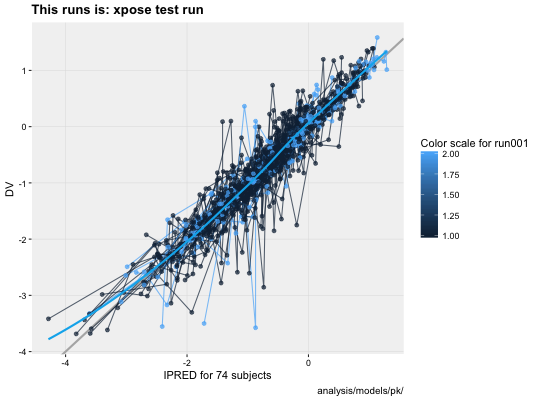 This runs is: xpose test run
1
0
-1
-2
-3
-4
DV
-4
-2
0
IPRED for 74 subjects
Color scale for run001
2.00
1.75
1.50
1.25
1.00
analysis/models/pk/